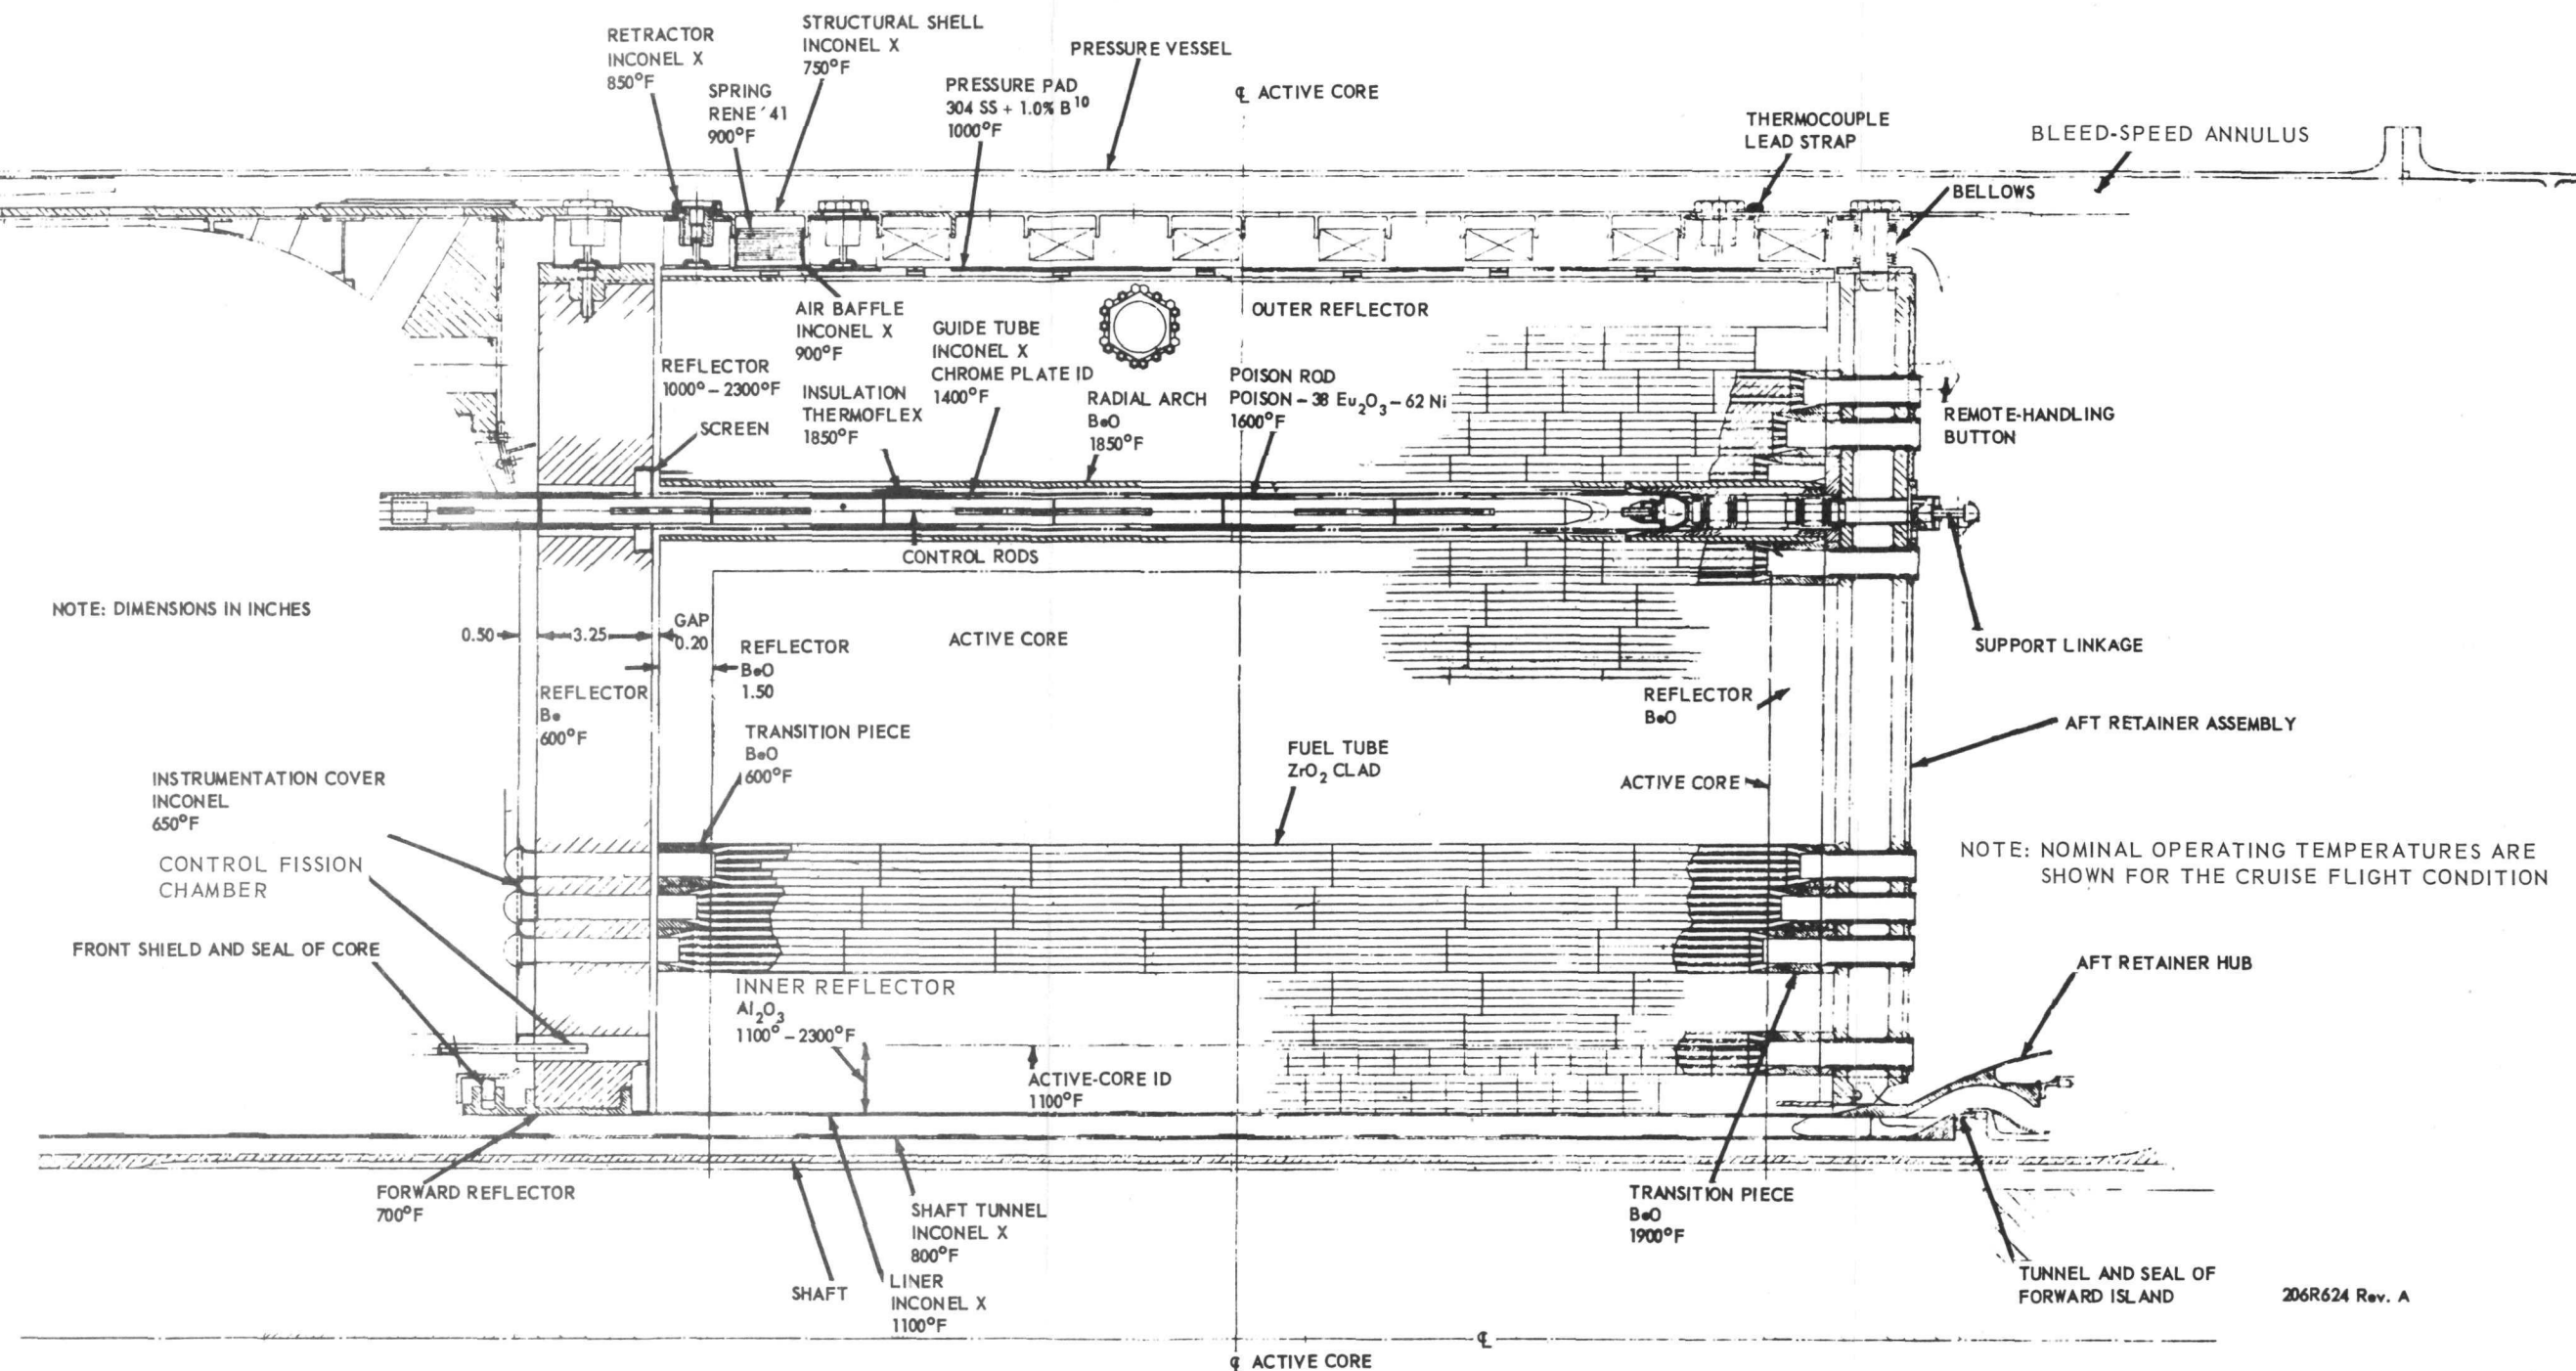 RETRACTOR
INCONEL X
850°F
STRUCTURAL SHELL
INCONEL X
750°F
PRESSURE VESSEL
SPRING
RENE ´41
900°F
PRESSURE PAD
304 SS + 1.0% B¹⁰
1000°F
℄ ACTIVE CORE
THERMOCOUPLE
LEAD STRAP
BLEED-SPEED ANNULUS
BELLOWS
AIR BAFFLE
INCONEL X
900°F
OUTER REFLECTOR
GUIDE TUBE
INCONEL X
CHROME PLATE ID
1400°F
REFLECTOR
1000°-2300°F
INSULATION
THERMOFLEX
1850°F
RADIAL ARCH
BeO
1850°F
POISON ROD
POISON-38 Eu₂O₃-62 Ni
1600°F
SCREEN
REMOTE-HANDLING
BUTTON
CONTROL RODS
NOTE: DIMENSIONS IN INCHES
0.50
3.25
GAP
0.20
ACTIVE CORE
REFLECTOR
BeO
1.50
SUPPORT LINKAGE
REFLECTOR
Be
600°F
REFLECTOR
BeO
AFT RETAINER ASSEMBLY
TRANSITION PIECE
BeO
600°F
FUEL TUBE
ZrO₂ CLAD
ACTIVE CORE
INSTRUMENTATION COVER
INCONEL
650°F
CONTROL FISSION
CHAMBER
NOTE: NOMINAL OPERATING TEMPERATURES ARE
SHOWN FOR THE CRUISE FLIGHT CONDITION
FRONT SHIELD AND SEAL OF CORE
AFT RETAINER HUB
INNER REFLECTOR
Al₂O₃
1100°-2300°F
ACTIVE-CORE ID
1100°F
FORWARD REFLECTOR
700°F
SHAFT TUNNEL
INCONEL X
800°F
TRANSITION PIECE
BeO
1900°F
SHAFT
LINER
INCONEL X
1100°F
TUNNEL AND SEAL OF
FORWARD ISLAND
206R624 Rev. A
℄
℄ ACTIVE CORE